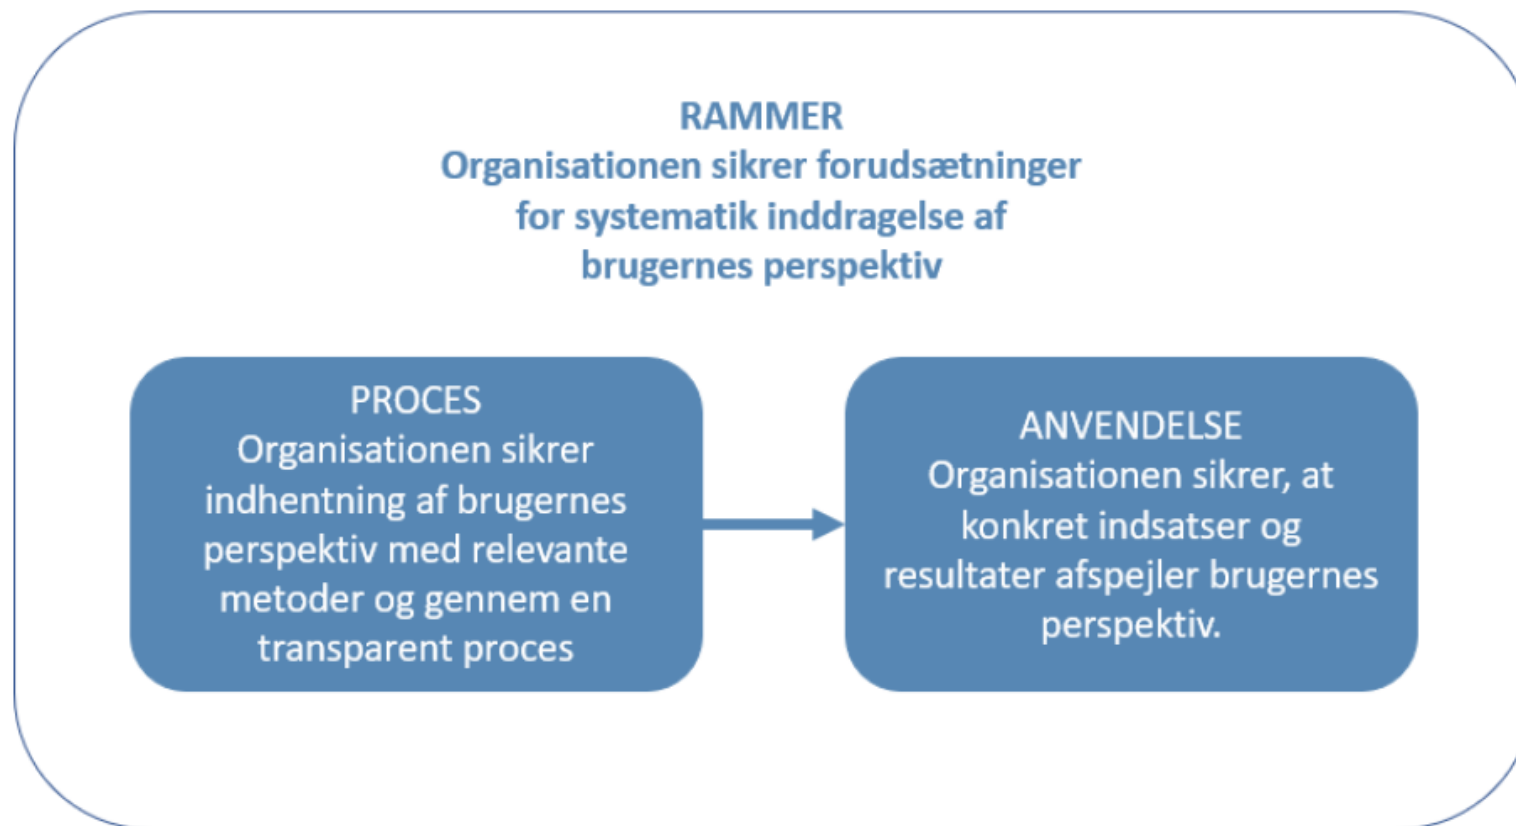 RAMMER
Organisationen sikrer forudsætninger
for systematik inddragelse af
brugernes perspektiv
PROCES
Organisationen sikrer
indhentning af brugernes
perspektiv med relevante
metoder og gennem en
transparent proces
ANVENDELSE
Organisationen sikrer, at
konkret indsatser og
resultater afspejler brugernes
perspektiv.